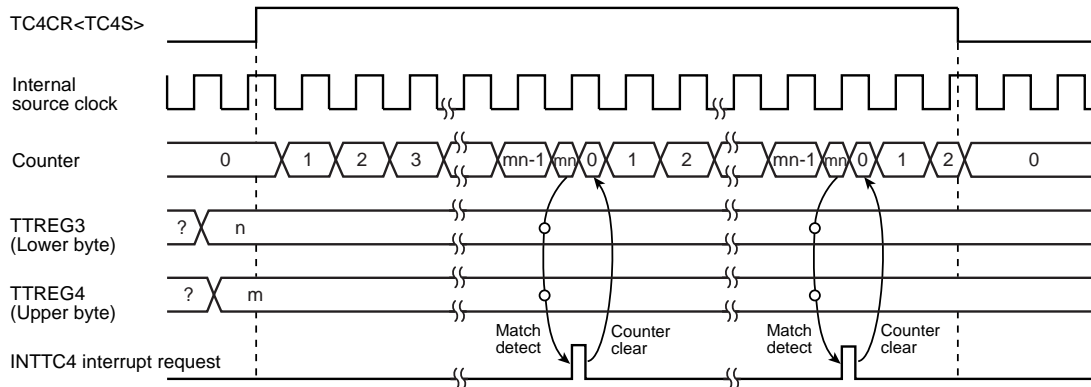 TC4CR<TC4S>
Internal
source clock
Counter
0 1 2 3 mn-1 mn 0 1 2 mn-1 mn 0 1 2 0
TTREG3
(Lower byte)
? n
TTREG4
(Upper byte)
? m
Match
detect
Counter
clear
Match
detect
Counter
clear
INTTC4 interrupt request